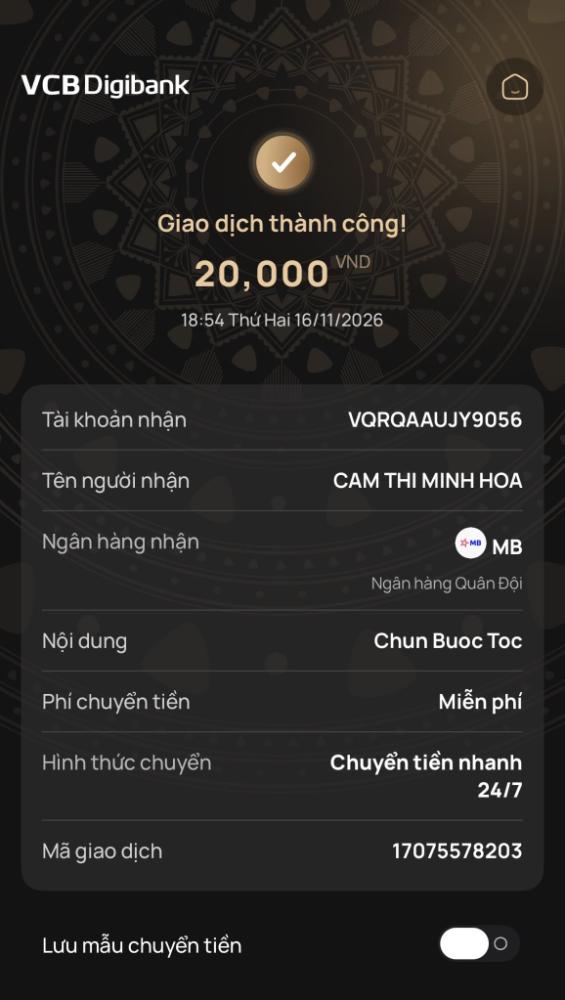 VCB Digibank
Giao dịch thành công!
20,000 VND
18:54 Thứ Hai 16/11/2026
Tài khoản nhận VQRQAAUJY9056
Tên người nhận CAM THI MINH HOA
Ngân hàng nhận MB MB
Ngân hàng Quân Đội
Nội dung Chun Buoc Toc
Phí chuyển tiền Miễn phí
Hình thức chuyển Chuyển tiền nhanh
24/7
Mã giao dịch 17075578203
Lưu mẫu chuyển tiền